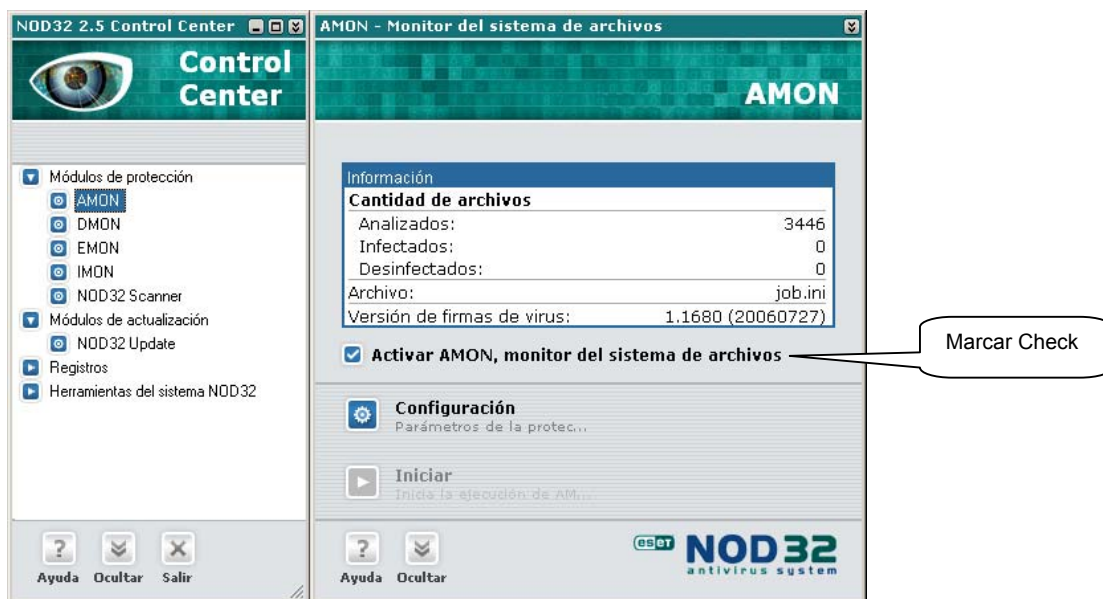 NOD32 2.5 Control Center
Control
Center
Módulos de protección
AMON
DMON
EMON
IMON
NOD32 Scanner
Módulos de actualización
NOD32 Update
Registros
Herramientas del sistema NOD32
Ayuda Ocultar Salir
AMON - Monitor del sistema de archivos
AMON
Información
Cantidad de archivos
Analizados: 3446
Infectados: 0
Desinfectados: 0
Archivo: job.ini
Versión de firmas de virus: 1.1680 (20060727)
Activar AMON, monitor del sistema de archivos
Configuración
Parámetros de la protec...
Iniciar
Inicia la ejecución de AM...
Ayuda Ocultar
eset NOD32
antivirus system
Marcar Check